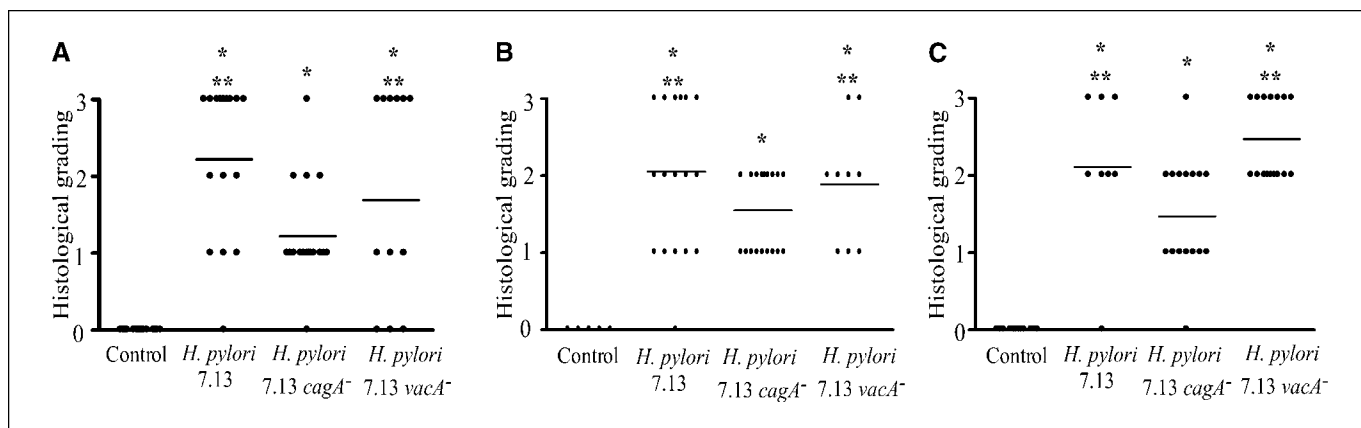 A
*
**
*
*
**
Histological grading
3
2
1
0
Control
H. pylori
7.13
H. pylori
7.13 cagA-
H. pylori
7.13 vacA-
B
*
**
*
*
**
Histological grading
3
2
1
0
Control
H. pylori
7.13
H. pylori
7.13 cagA-
H. pylori
7.13 vacA-
C
*
**
*
*
**
Histological grading
3
2
1
0
Control
H. pylori
7.13
H. pylori
7.13 cagA-
H. pylori
7.13 vacA-